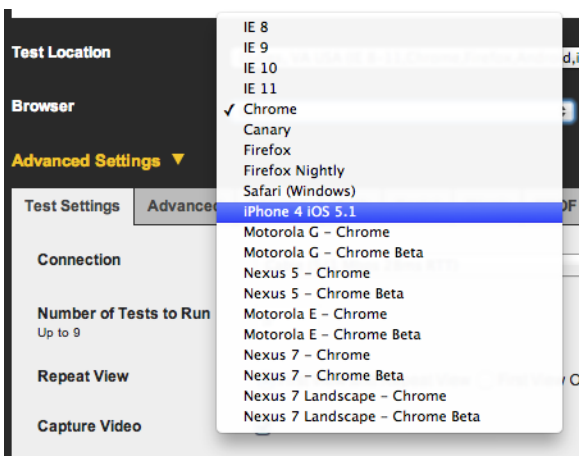 IE 8
IE 9
IE 10
IE 11
Test Location
Browser
✓ Chrome
Canary
Firefox
Firefox Nightly
Safari (Windows)
iPhone 4 iOS 5.1
Motorola G - Chrome
Motorola G - Chrome Beta
Nexus 5 - Chrome
Nexus 5 - Chrome Beta
Motorola E - Chrome
Motorola E - Chrome Beta
Nexus 7 - Chrome
Nexus 7 - Chrome Beta
Nexus 7 Landscape - Chrome
Nexus 7 Landscape - Chrome Beta
Advanced Settings ▼
Test Settings
Connection
Number of Tests to Run
Up to 9
Repeat View
Capture Video